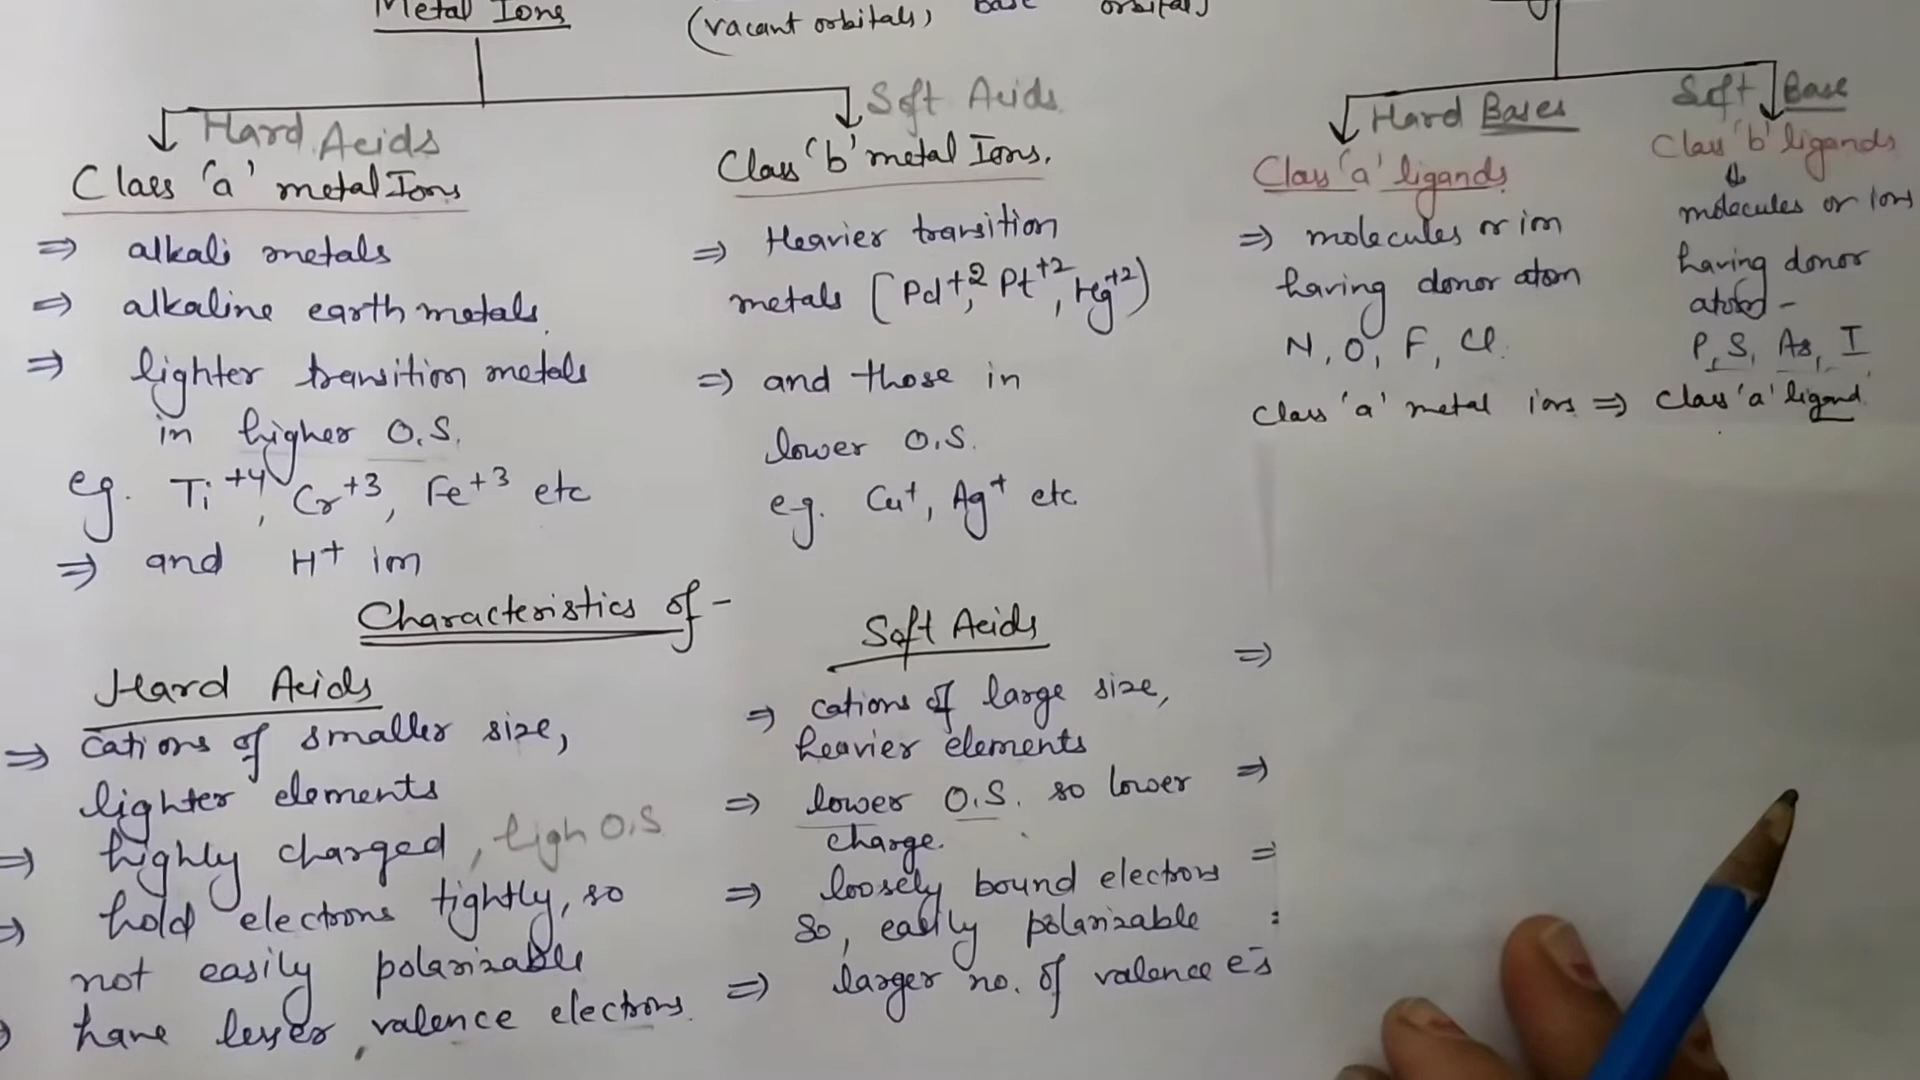 Metal Ions
(vacant orbitals) Base orbitals
Hard Acids
Class 'a' metal Ions
⇒ alkali metals
⇒ alkaline earth metals.
⇒ lighter transition metals
in higher O.S.
eg. Ti+4, Cr+3, Fe+3 etc
⇒ and H+ ion
Soft Acids
Class 'b' metal Ions.
⇒ Heavier transition
metals [Pd+2, Pt+2, Hg+2)
⇒ and those in
lower O.S.
e.g. Cu+, Ag+ etc.
Hard Bases
Class 'a' ligands
⇒ molecules or ion
having donor atom
N, O, F, Cl.
Soft Base
Class 'b' ligands
molecules or ions
having donor
P, S, As, I
Class 'a' metal ions ⇒ Class 'a' ligand.
Characteristics of -
Hard Acids
⇒ cations of smaller size,
lighter elements
⇒ highly charged, high O.S
⇒ hold electrons tightly, so
not easily polarizable
⇒ have lesser valence electrons.
Soft Acids
⇒ cations of large size,
heavier elements
⇒ lower O.S. so lower
charge.
⇒ loosely bound electrons
so, easily polarizable
⇒ larger no. of valence e-s
⇒
⇒
⇒